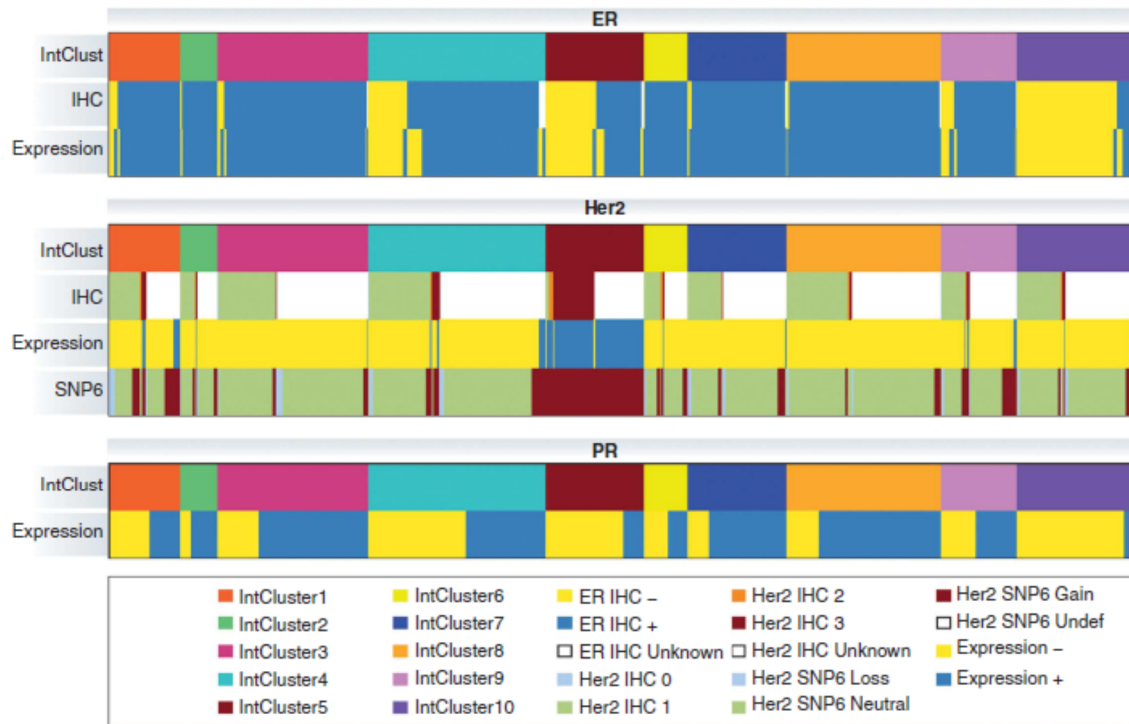 ER
IntClust
IHC
Expression
Her2
IntClust
IHC
Expression
SNP6
PR
IntClust
Expression
IntCluster1 IntCluster6 ER IHC − Her2 IHC 2 Her2 SNP6 Gain
IntCluster2 IntCluster7 ER IHC + Her2 IHC 3 Her2 SNP6 Undef
IntCluster3 IntCluster8 ER IHC Unknown Her2 IHC Unknown Expression −
IntCluster4 IntCluster9 Her2 IHC 0 Her2 SNP6 Loss Expression +
IntCluster5 IntCluster10 Her2 IHC 1 Her2 SNP6 Neutral